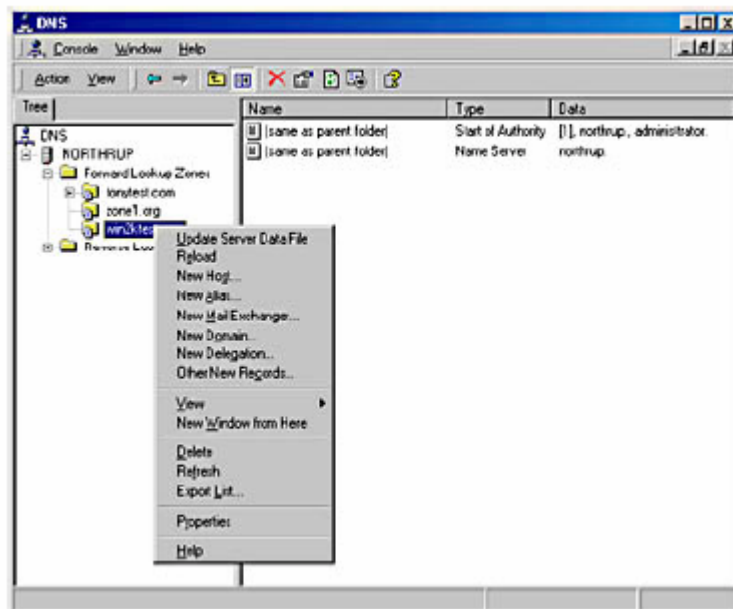 DNS
Console Window Help
Action View
Tree
Name Type Data
DNS
NORTHRUP
Forward Lookup Zones
tonytest.com
zone1.org
win2ktes
[same as parent folder] Start of Authority [1], northrup., administrator.
[same as parent folder] Name Server northrup.
Update Server Data File
Reload
New Host...
New Alias...
New Mail Exchanger...
New Domain...
New Delegation...
Other New Records...
View
New Window from Here
Delete
Refresh
Export List...
Properties
Help